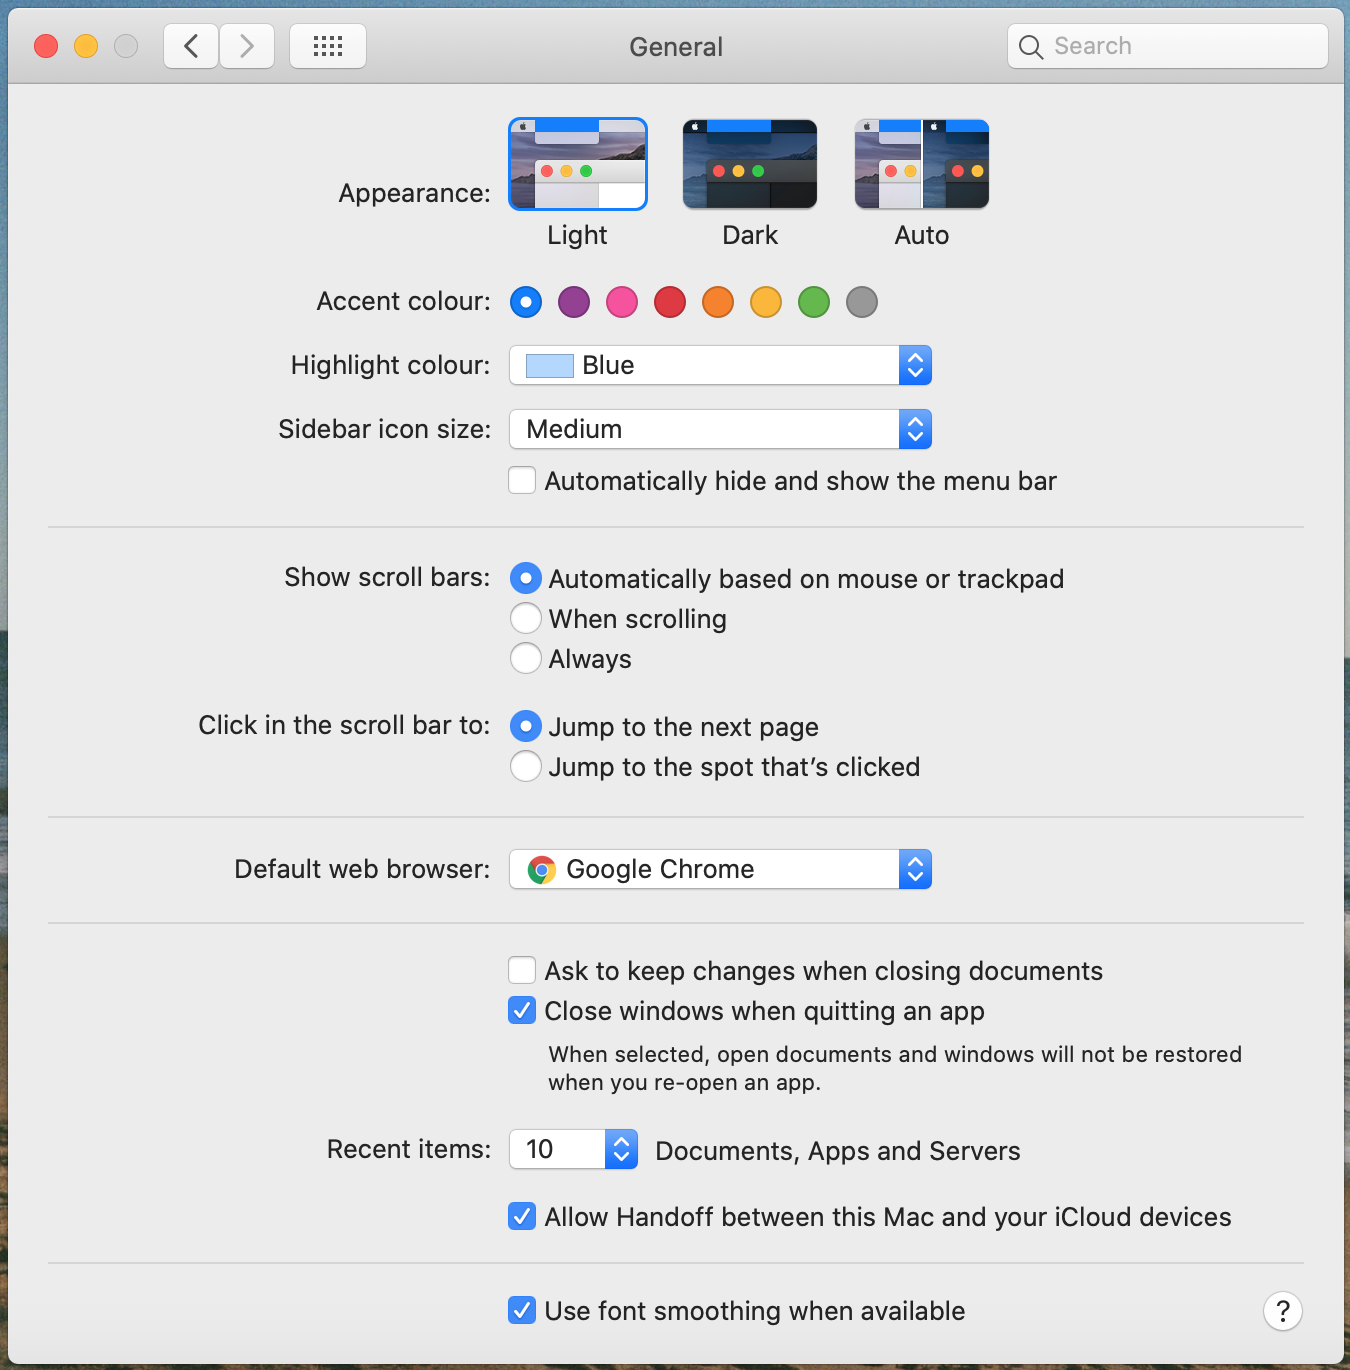 General
Search
Appearance:
Light
Dark
Auto
Accent colour:
Highlight colour:
Blue
Sidebar icon size:
Medium
Automatically hide and show the menu bar
Show scroll bars:
Automatically based on mouse or trackpad
When scrolling
Always
Click in the scroll bar to:
Jump to the next page
Jump to the spot that’s clicked
Default web browser:
Google Chrome
Ask to keep changes when closing documents
Close windows when quitting an app
When selected, open documents and windows will not be restored
when you re-open an app.
Recent items:
10
Documents, Apps and Servers
Allow Handoff between this Mac and your iCloud devices
Use font smoothing when available
?